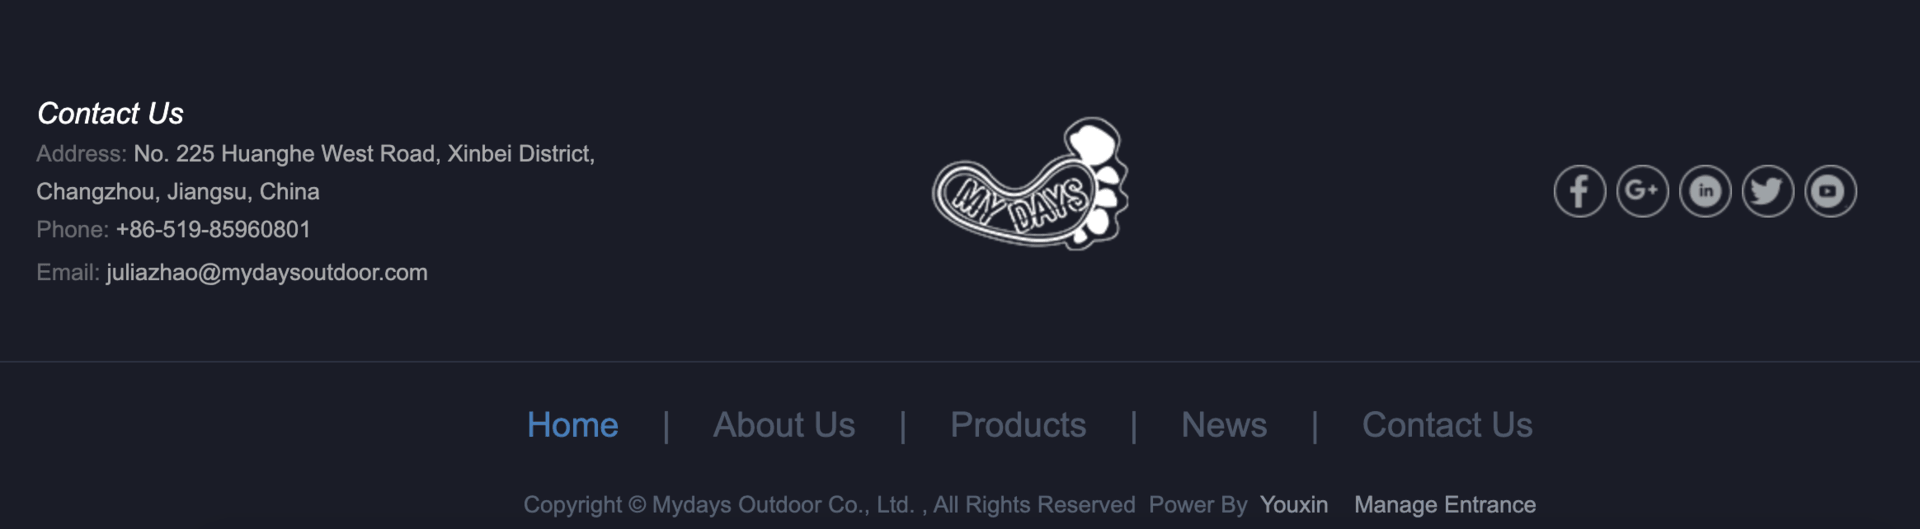 Contact Us
Address: No. 225 Huanghe West Road, Xinbei District,
Changzhou, Jiangsu, China
Phone: +86-519-85960801
Email: juliazhao@mydaysoutdoor.com
MY DAYS
f G+ in
Home | About Us | Products | News | Contact Us
Copyright © Mydays Outdoor Co., Ltd. , All Rights Reserved Power By Youxin Manage Entrance